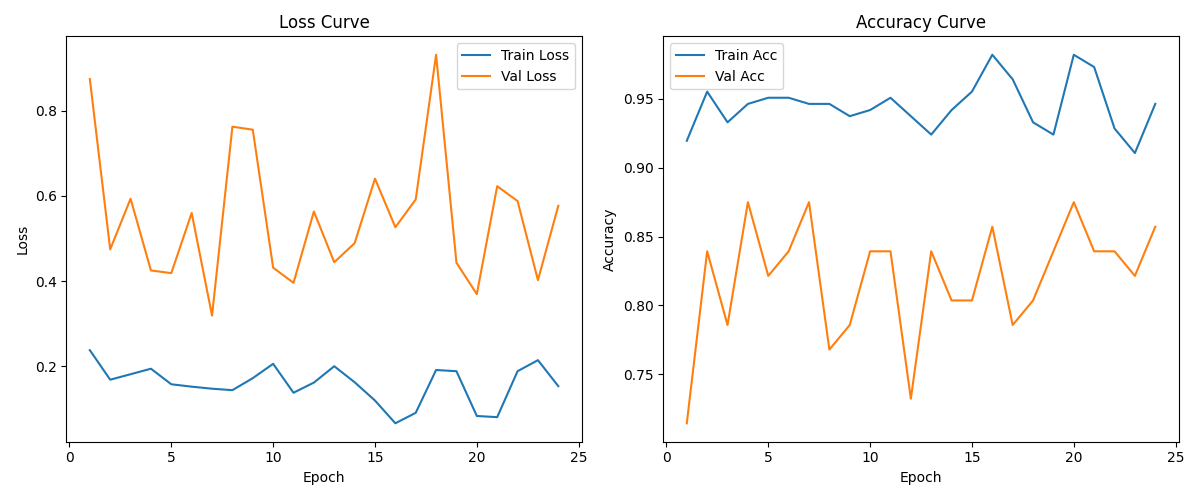 Loss Curve
Train Loss
Val Loss
0.8
0.6
0.4
0.2
Loss
0
5
10
15
20
25
Epoch
Accuracy Curve
Train Acc
Val Acc
0.95
0.90
0.85
0.80
0.75
Accuracy
0
5
10
15
20
25
Epoch